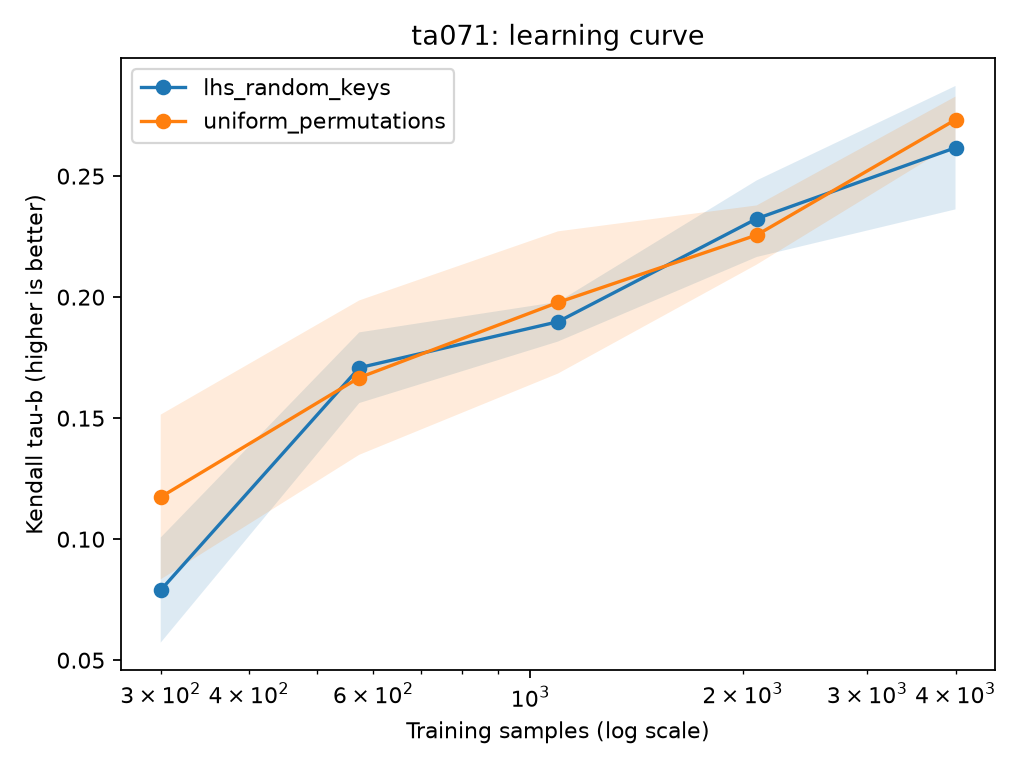 ta071: learning curve
lhs_random_keys
uniform_permutations
Kendall tau-b (higher is better)
0.25
0.20
0.15
0.10
0.05
3 × 10² 4 × 10² 6 × 10² 10³ 2 × 10³ 3 × 10³ 4 × 10³
Training samples (log scale)